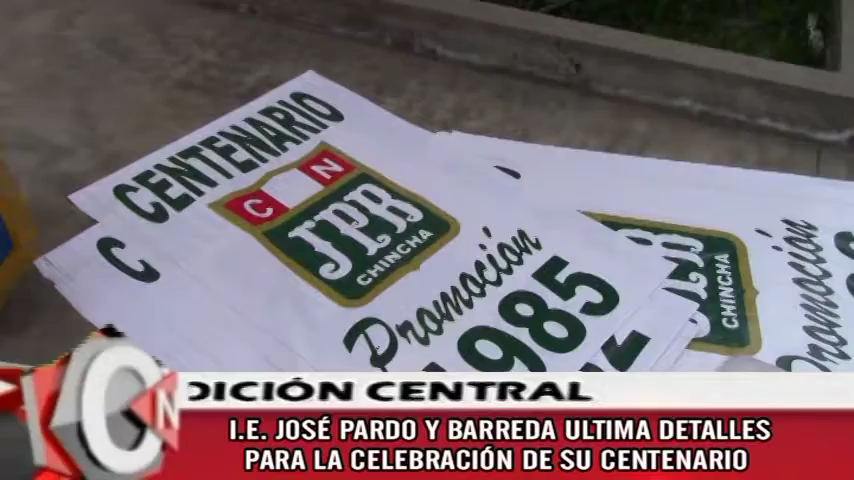 CENTENARIO
C N
JPB
CHINCHA
Promoción
1985
C
CHINCHA
Promoción
CN
DICIÓN CENTRAL
I.E. JOSÉ PARDO Y BARREDA ULTIMA DETALLES
PARA LA CELEBRACIÓN DE SU CENTENARIO